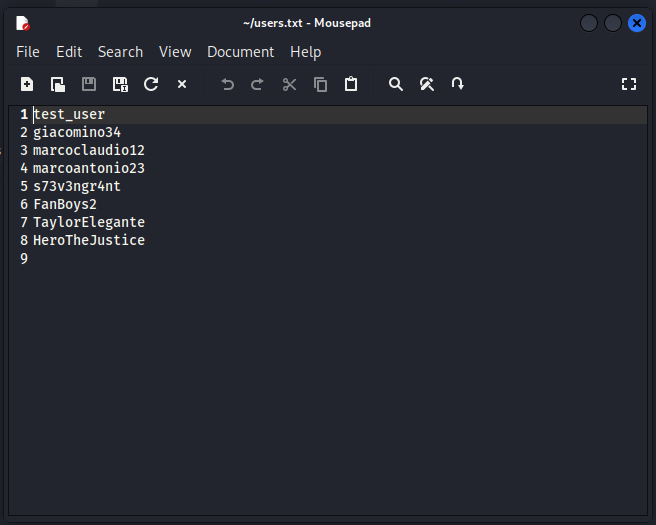 ~/users.txt - Mousepad
File Edit Search View Document Help
1 test_user
2 giacomino34
3 marcoclaudio12
4 marcoantonio23
5 s73v3ngr4nt
6 FanBoys2
7 TaylorElegante
8 HeroTheJustice
9